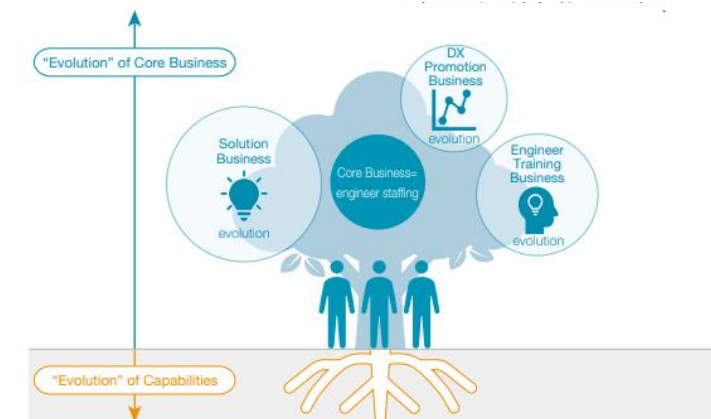 "Evolution" of Core Business
DX
Promotion
Business
evolution
Solution
Business
evolution
Core Business=
engineer staffing
Engineer
Training
Business
evolution
"Evolution" of Capabilities